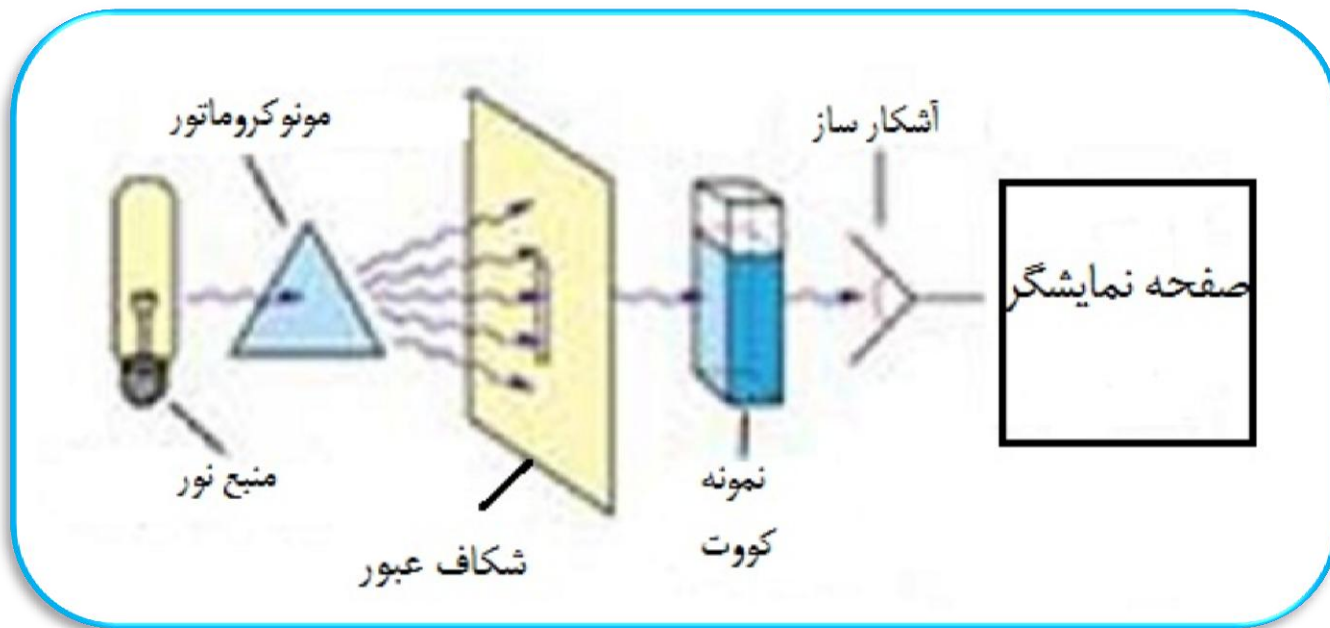 مونوکروماتور
آشکار ساز
صفحه نمایشگر
منبع نور
نمونه
کووت
شکاف عبور